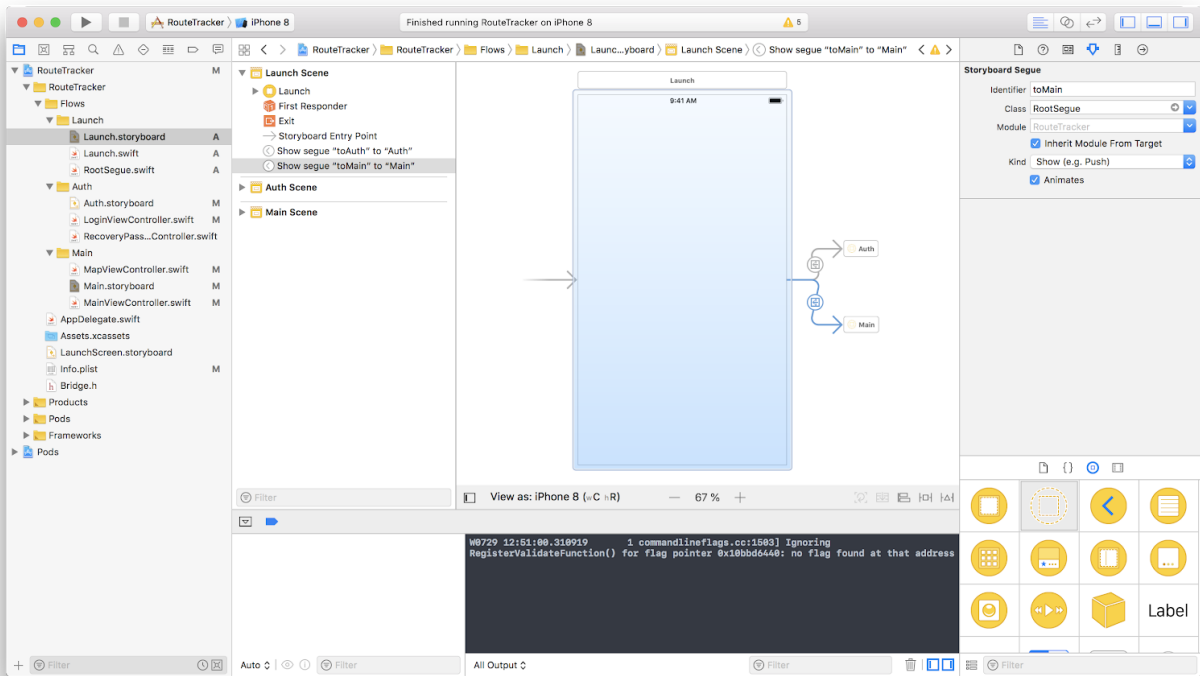 RouteTracker
iPhone 8
Finished running RouteTracker on iPhone 8
5
RouteTracker
RouteTracker
Flows
Launch
Launc...yboard
Launch Scene
Show segue “toMain” to “Main”
RouteTracker M
RouteTracker
Flows
Launch
Launch.storyboard A
Launch.swift A
RootSegue.swift A
Auth
Auth.storyboard M
LoginViewController.swift M
RecoveryPass...Controller.swift
Main
MapViewController.swift M
Main.storyboard M
MainViewController.swift M
AppDelegate.swift
Assets.xcassets
LaunchScreen.storyboard
Info.plist M
Bridge.h
Products
Pods
Frameworks
Pods
Filter
Launch Scene
Launch
First Responder
Exit
Storyboard Entry Point
Show segue “toAuth” to “Auth”
Show segue “toMain” to “Main”
Auth Scene
Main Scene
Filter
Launch
9:41 AM
Auth
Main
View as: iPhone 8 (wC hR)
67 %
W0729 12:51:00.310919 1 commandlineflags.cc:1503] Ignoring
RegisterValidateFunction() for flag pointer 0x10bbd6440: no flag found at that address
Auto
Filter
All Output
Filter
Storyboard Segue
Identifier toMain
Class RootSegue
Module RouteTracker
Inherit Module From Target
Kind Show (e.g. Push)
Animates
{}
Label
Filter